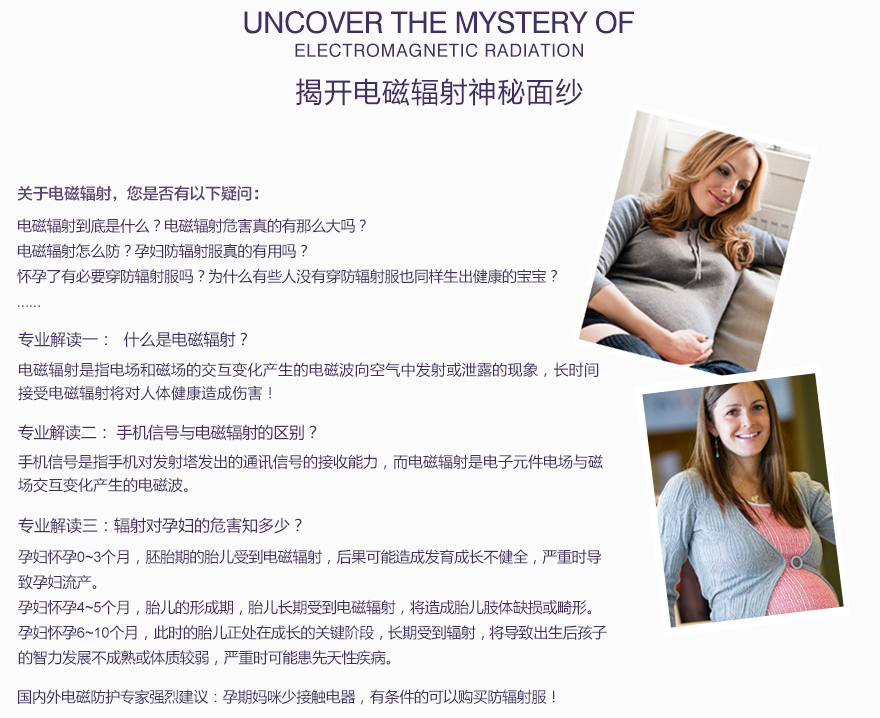 UNCOVER THE MYSTERY OF
ELECTROMAGNETIC RADIATION
揭开电磁辐射神秘面纱
关于电磁辐射，您是否有以下疑问：
电磁辐射到底是什么？电磁辐射危害真的有那么大吗？
电磁辐射怎么防？孕妇防辐射服真的有用吗？
怀孕了有必要穿防辐射服吗？为什么有些人没有穿防辐射服也同样生出健康的宝宝？
......
专业解读一： 什么是电磁辐射？
电磁辐射是指电场和磁场的交互变化产生的电磁波向空气中发射或泄露的现象，长时间
接受电磁辐射将对人体健康造成伤害！
专业解读二：手机信号与电磁辐射的区别？
手机信号是指手机对发射塔发出的通讯信号的接收能力，而电磁辐射是电子元件电场与磁
场交互变化产生的电磁波。
专业解读三：辐射对孕妇的危害知多少？
孕妇怀孕0~3个月，胚胎期的胎儿受到电磁辐射，后果可能造成发育成长不健全，严重时导
致孕妇流产。
孕妇怀孕4~5个月，胎儿的形成期，胎儿长期受到电磁辐射，将造成胎儿肢体缺损或畸形。
孕妇怀孕6~10个月，此时的胎儿正处在成长的关键阶段，长期受到辐射，将导致出生后孩子
的智力发展不成熟或体质较弱，严重时可能患先天性疾病。
国内外电磁防护专家强烈建议：孕期妈咪少接触电器，有条件的可以购买防辐射服！